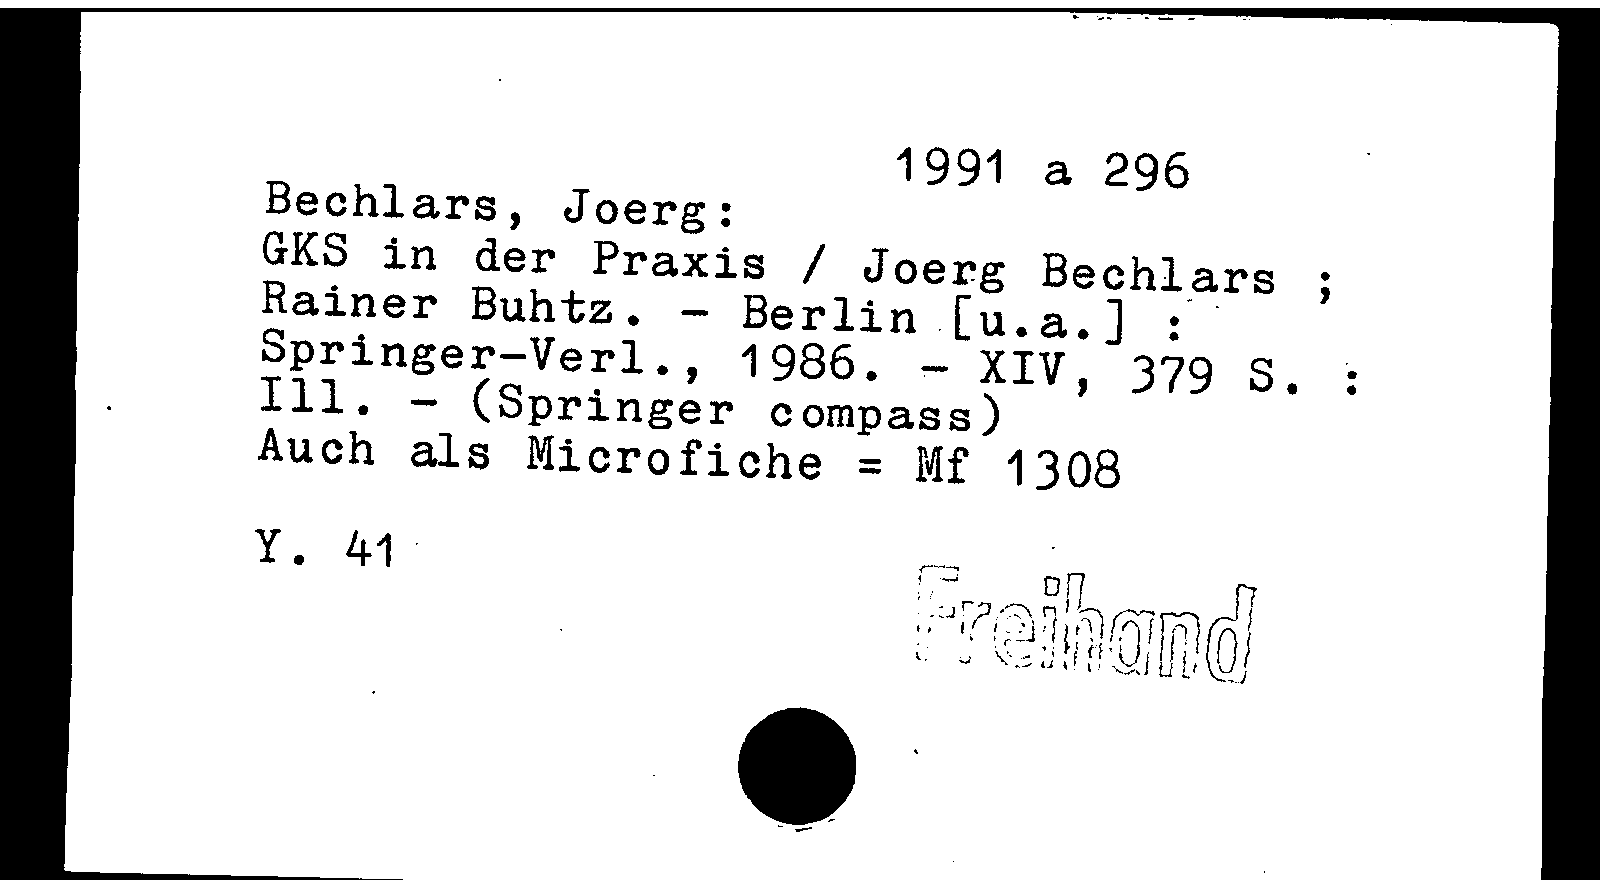 1991 a 296
Bechlars, Joerg:
GKS in der Praxis / Joerg Bechlars ;
Rainer Buhtz. - Berlin [u.a.] :
Springer-Verl., 1986. - XIV, 379 S. :
Ill. - (Springer compass)
Auch als Microfiche = Mf 1308
Y. 41
Freihand